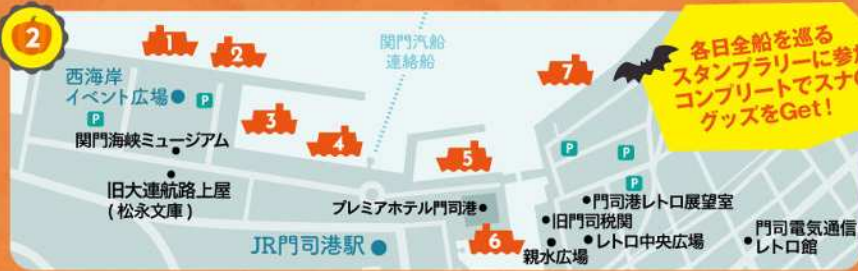 2
1
2
関門汽船
連絡船
7
各日全船を巡る
スタンプラリーに参
コンプリートでスナ
グッズをGet!
西海岸
イベント広場
P
P
3
4
5
関門海峡ミュージアム
旧大連航路上屋
(松永文庫)
プレミアホテル門司港
P
P
P
門司港レトロ展望室
旧門司税関
レトロ中央広場
親水広場
門司電気通信
レトロ館
JR門司港駅
6